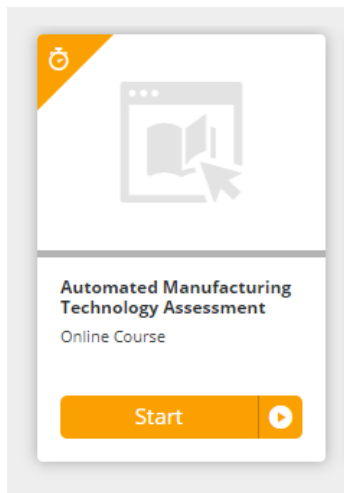 Automated Manufacturing
Technology Assessment
Online Course
Start